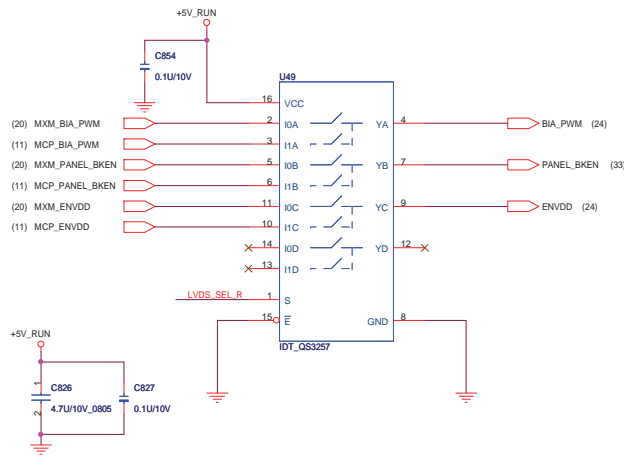 +5V_RUN
C854
0.1U/10V
U49
16 VCC
(20) MXM_BIA_PWM 2 I0A YA 4 BIA_PWM (24)
(11) MCP_BIA_PWM 3 I1A
(20) MXM_PANEL_BKEN 5 I0B YB 7 PANEL_BKEN (33)
(11) MCP_PANEL_BKEN 6 I1B
(20) MXM_ENVDD 11 I0C YC 9 ENVDD (24)
(11) MCP_ENVDD 10 I1C
14 I0D YD 12
13 I1D
LVDS_SEL_R 1 S
15 E GND 8
IDT_QS3257
+5V_RUN
1 C826 C827
2 4.7U/10V_0805 0.1U/10V